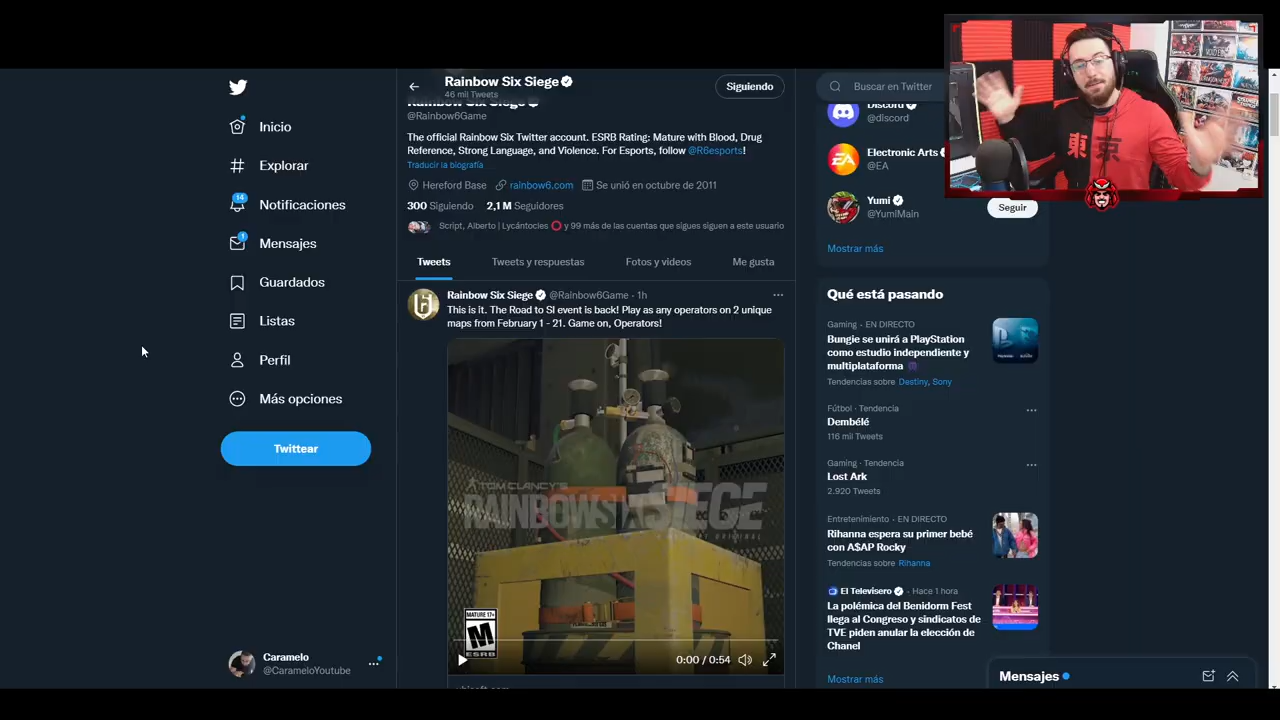 Rainbow Six Siege
46 mil Tweets
Siguiendo
Buscar en Twitter
Inicio
Explorar
14
Notificaciones
1
Mensajes
Guardados
Listas
Perfil
Más opciones
Twittear
Caramelo
@CarameloYoutube
Rainbow Six Siege
@Rainbow6Game
The official Rainbow Six Twitter account. ESRB Rating: Mature with Blood, Drug
Reference, Strong Language, and Violence. For Esports, follow @R6esports!
Traducir la biografía
Hereford Base rainbow6.com Se unió en octubre de 2011
300 Siguiendo 2,1 M Seguidores
Script, Alberto | Lycántocles ⭕ y 99 más de las cuentas que sigues siguen a este usuario
Tweets Tweets y respuestas Fotos y videos Me gusta
Rainbow Six Siege @Rainbow6Game · 1h
This is it. The Road to SI event is back! Play as any operators on 2 unique
maps from February 1 - 21. Game on, Operators!
TOM CLANCY'S
RAINBOW SIX SIEGE
MATURE 17+
M
ESRB
0:00 / 0:54
Discord
@discord
Electronic Arts
@EA
Yumi
@YumiMain
Seguir
Mostrar más
Qué está pasando
Gaming · EN DIRECTO
Bungie se unirá a PlayStation
como estudio independiente y
multiplataforma
Tendencias sobre Destiny, Sony
Fútbol · Tendencia
Dembélé
116 mil Tweets
Gaming · Tendencia
Lost Ark
2.920 Tweets
Entretenimiento · EN DIRECTO
Rihanna espera su primer bebé
con A$AP Rocky
Tendencias sobre Rihanna
El Televisero · Hace 1 hora
La polémica del Benidorm Fest
llega al Congreso y sindicatos de
TVE piden anular la elección de
Chanel
Mostrar más
Mensajes
東京